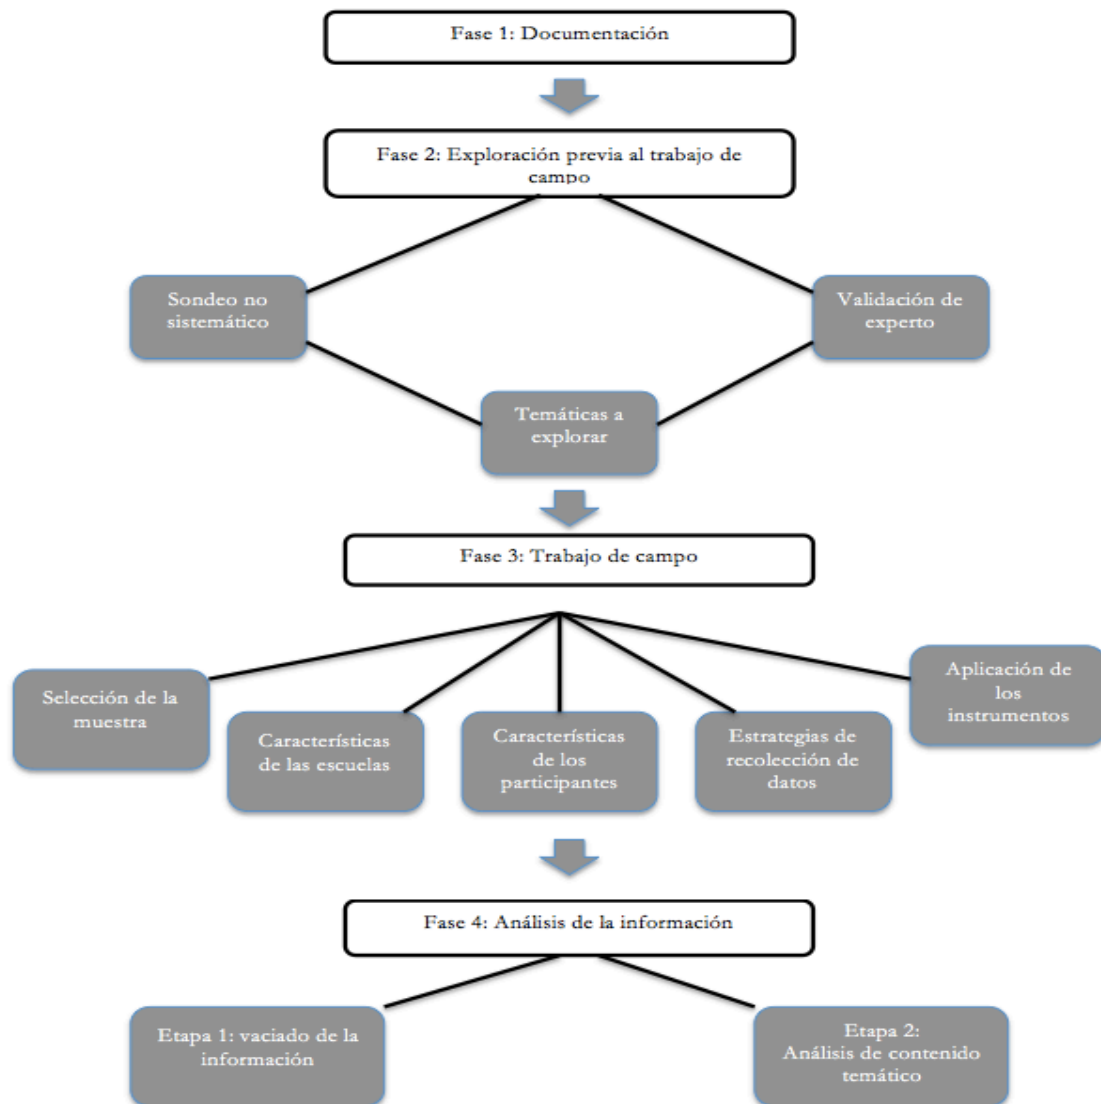 Fase 1: Documentación
Fase 2: Exploración previa al trabajo de
campo
Sondeo no
sistemático
Validación de
experto
Temáticas a
explorar
Fase 3: Trabajo de campo
Selección de la
muestra
Características
de las escuelas
Características
de los
participantes
Estrategias de
recolección de
datos
Aplicación de
los
instrumentos
Fase 4: Análisis de la información
Etapa 1: vaciado de la
información
Etapa 2:
Análisis de contenido
temático